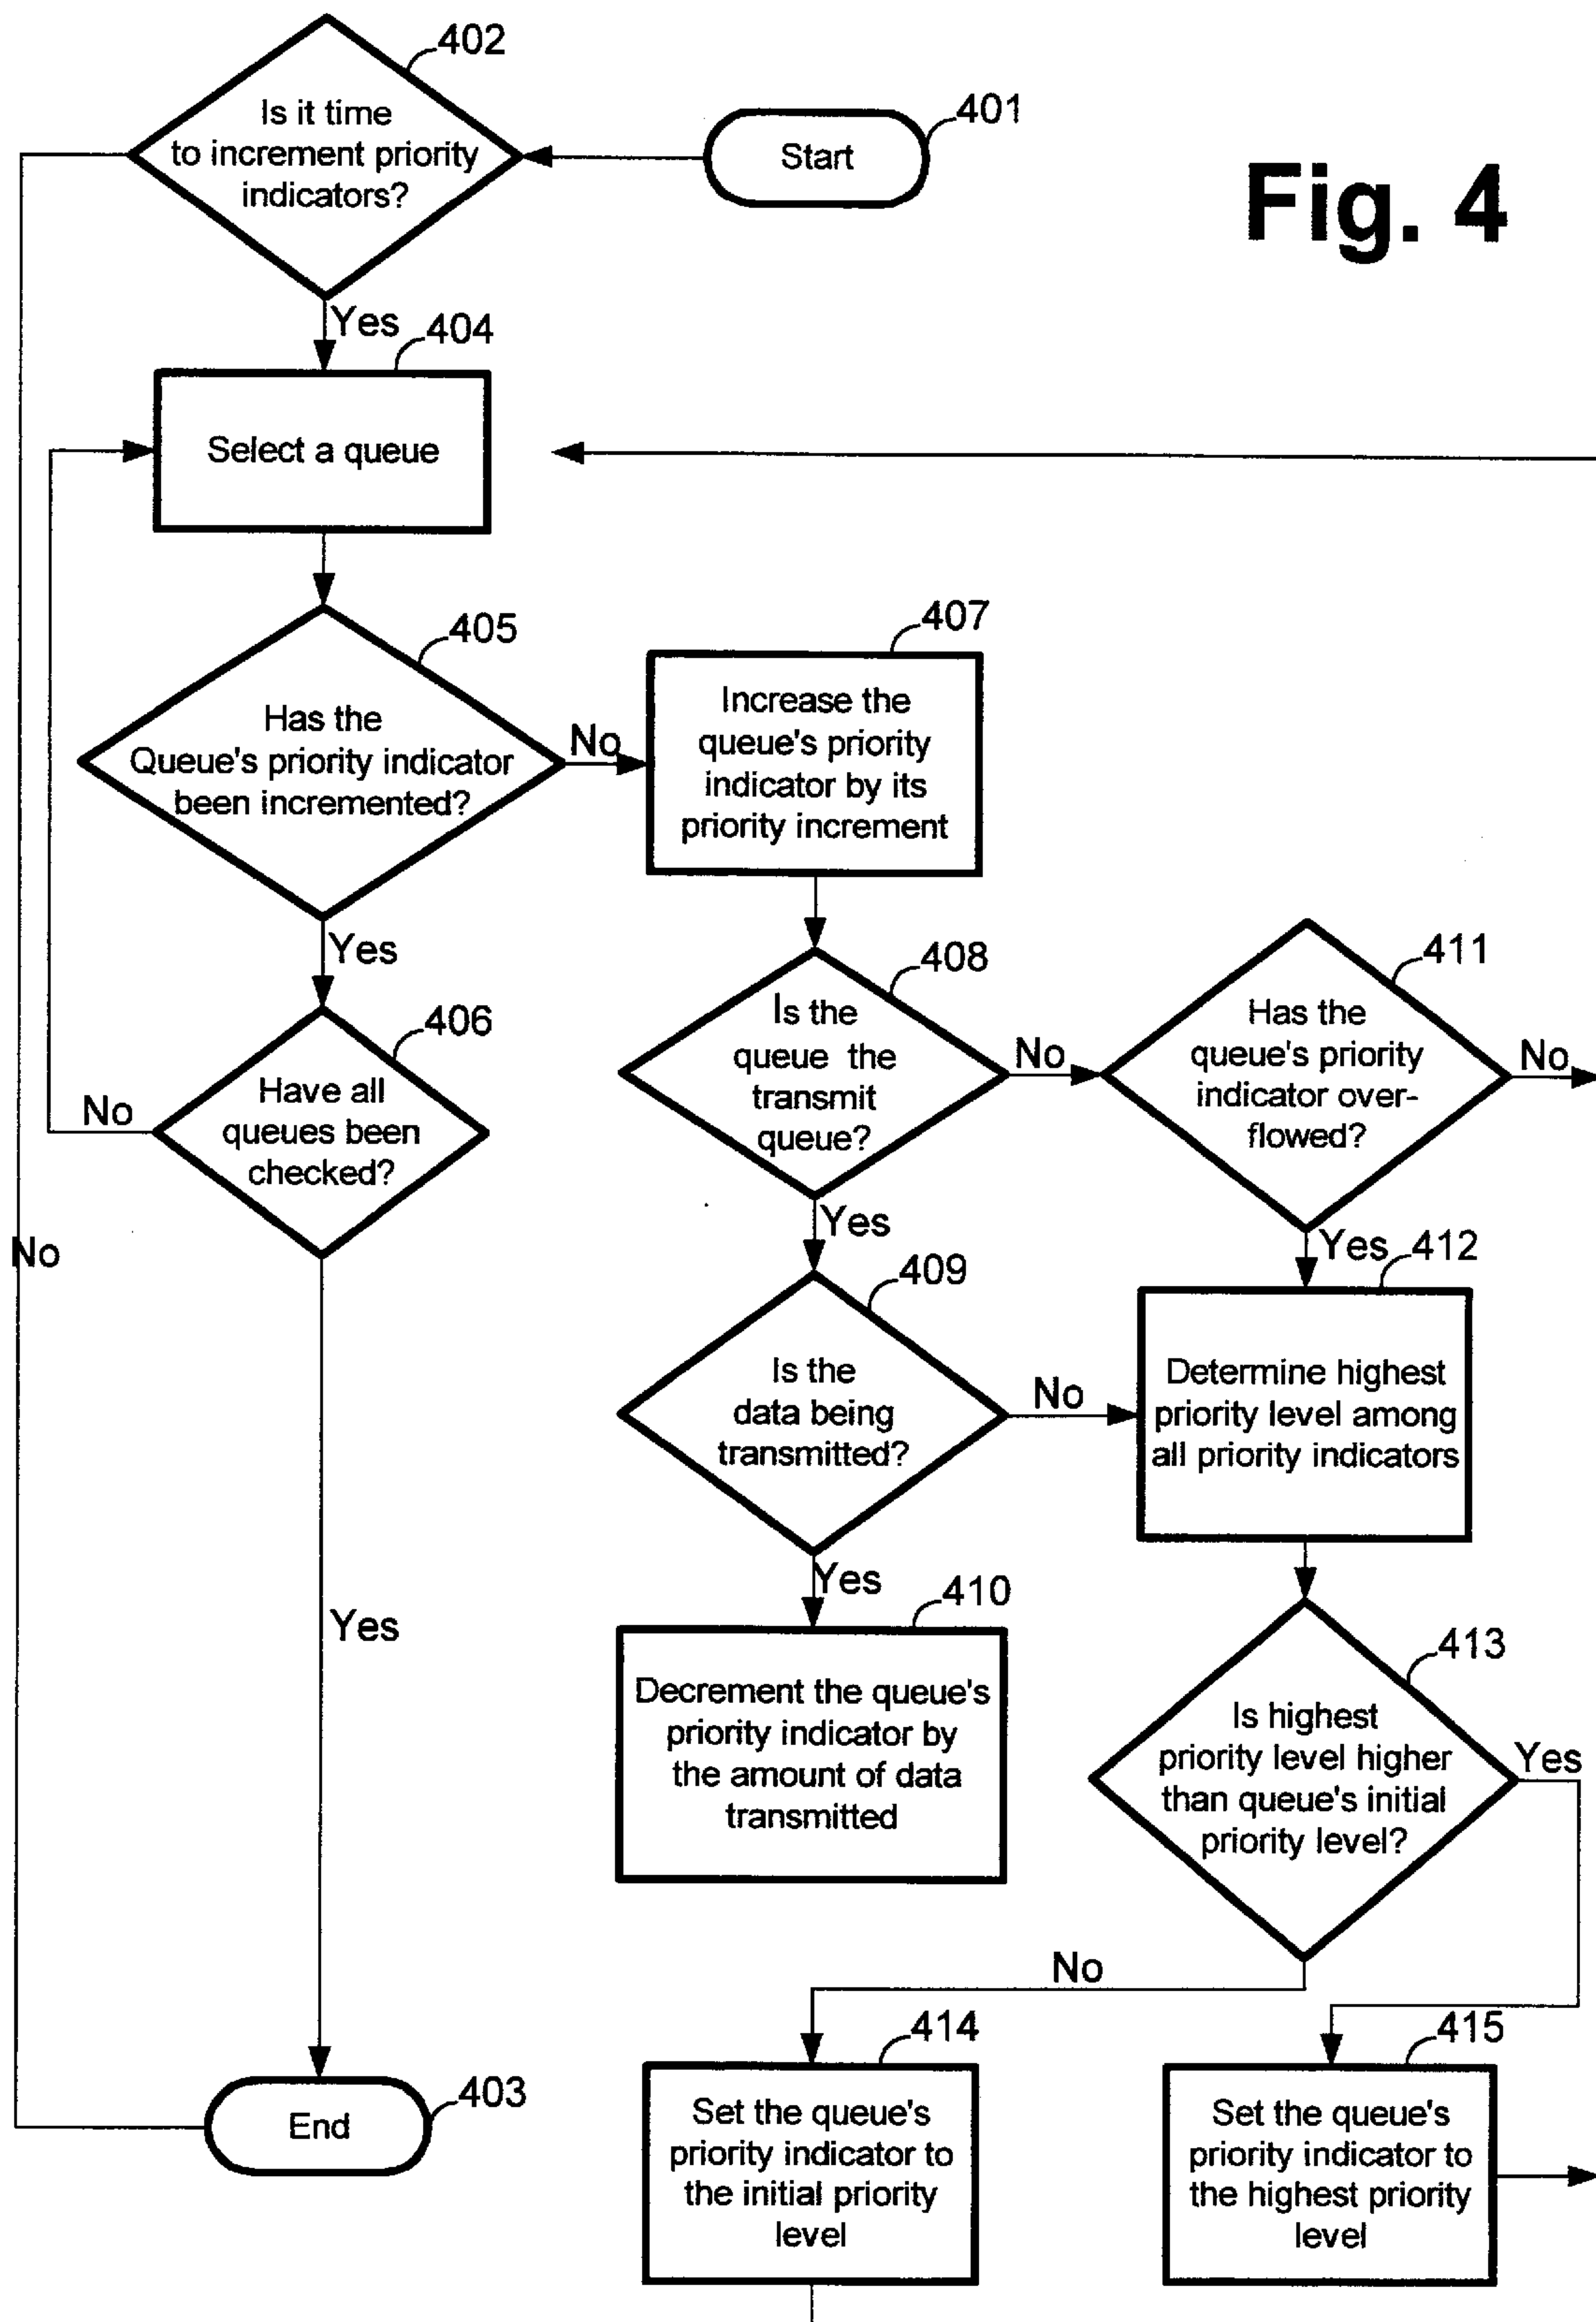 402
Is it time
to increment priority
indicators?
401
Start
Fig. 4
Yes
404
Select a queue
405
Has the
Queue's priority indicator
been incremented?
No
407
Increase the
queue's priority
indicator by its
priority increment
Yes
406
Have all
queues been
checked?
No
408
Is the
queue the
transmit
queue?
No
411
Has the
queue's priority
indicator over-
flowed?
No
No
Yes
Yes
409
Is the
data being
transmitted?
No
Yes
412
Determine highest
priority level among
all priority indicators
Yes
410
Decrement the queue's
priority indicator by
the amount of data
transmitted
413
Is highest
priority level higher
than queue's initial
priority level?
Yes
No
403
End
414
Set the queue's
priority indicator to
the initial priority
level
415
Set the queue's
priority indicator to
the highest priority
level